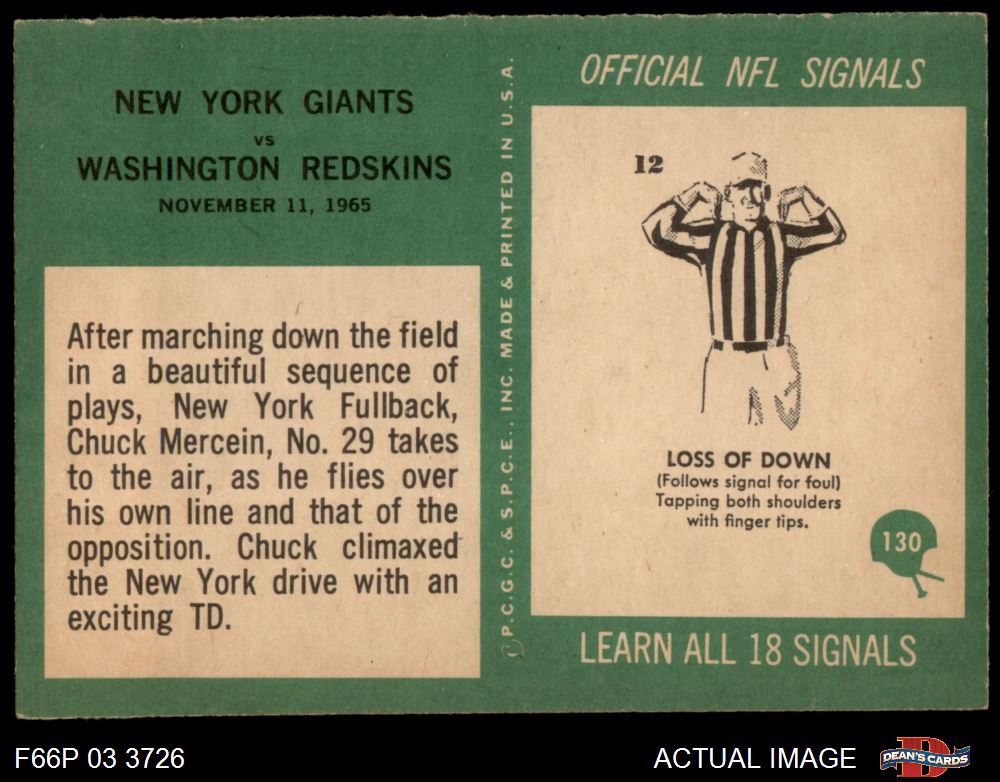 NEW YORK GIANTS
vs
WASHINGTON REDSKINS
NOVEMBER 11, 1965
After marching down the field
in a beautiful sequence of
plays, New York Fullback,
Chuck Mercein, No. 29 takes
to the air, as he flies over
his own line and that of the
opposition. Chuck climaxed
the New York drive with an
exciting TD.
©P.C.G.C. & S.P.C.E., INC. MADE & PRINTED IN U.S.A.
OFFICIAL NFL SIGNALS
12
LOSS OF DOWN
(Follows signal for foul)
Tapping both shoulders
with finger tips.
130
LEARN ALL 18 SIGNALS
F66P 03 3726
ACTUAL IMAGE
DEAN'S CARDS